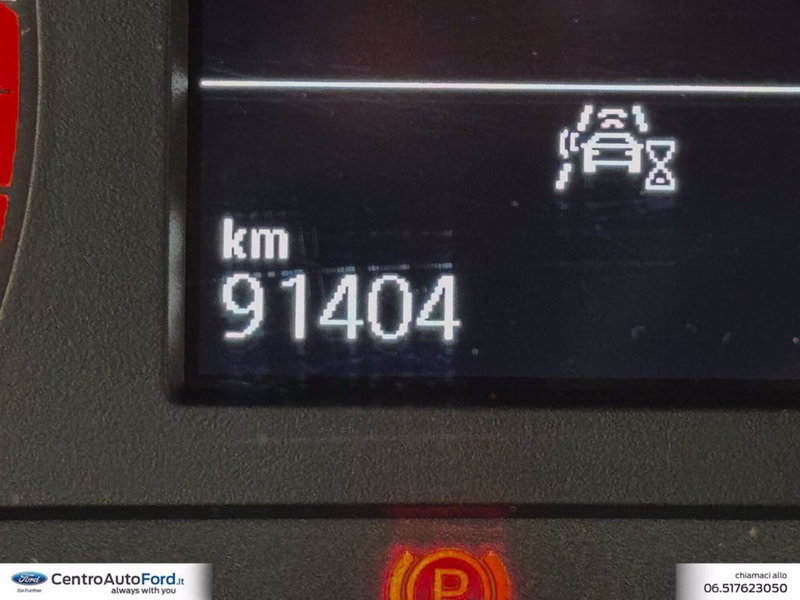 km
91404
P
Ford
Go Further
CentroAutoFord.it
always with you
chiamaci allo
06.517623050